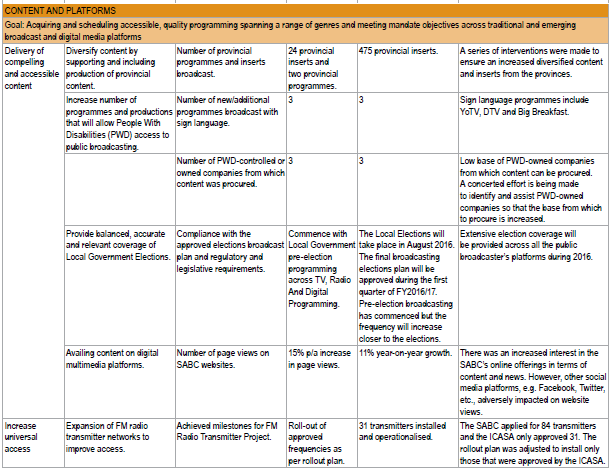 CONTENT AND PLATFORMS
Goal: Acquiring and scheduling accessible, quality programming spanning a range of genres and meeting mandate objectives across traditional and emerging
broadcast and digital media platforms
Delivery of
compelling
and accessible
content
Diversify content by
supporting and including
production of provincial
content.
Number of provincial
programmes and inserts
broadcast.
24 provincial
inserts and
two provincial
programmes.
475 provincial inserts.
A series of interventions were made to
ensure an increased diversified content
and inserts from the provinces.
Increase number of
programmes and productions
that will allow People With
Disabilities (PWD) access to
public broadcasting.
Number of new/additional
programmes broadcast with
sign language.
3
3
Sign language programmes include
YoTV, DTV and Big Breakfast.
Number of PWD-controlled or
owned companies from which
content was procured.
3
3
Low base of PWD-owned companies
from which content can be procured.
A concerted effort is being made
to identify and assist PWD-owned
companies so that the base from which
to procure is increased.
Provide balanced, accurate
and relevant coverage of
Local Government Elections.
Compliance with the
approved elections broadcast
plan and regulatory and
legislative requirements.
Commence with
Local Government
pre-election
programming
across TV, Radio
And Digital
Programming.
The Local Elections will
take place in August 2016.
The final broadcasting
elections plan will be
approved during the first
quarter of FY2016/17.
Pre-election broadcasting
has commenced but the
frequency will increase
closer to the elections.
Extensive election coverage will
be provided across all the public
broadcaster's platforms during 2016.
Availing content on digital
multimedia platforms.
Number of page views on
SABC websites.
15% p/a increase
in page views.
11% year-on-year growth.
There was an increased interest in the
SABC's online offerings in terms of
content and news. However, other social
media platforms, e.g. Facebook, Twitter,
etc., adversely impacted on website
views.
Increase
universal
access.
Expansion of FM radio
transmitter networks to
improve access.
Achieved milestones for FM
Radio Transmitter Project.
Roll-out of
approved
frequencies as
per rollout plan.
31 transmitters installed
and operationalised.
The SABC applied for 84 transmitters
and the ICASA only approved 31. The
rollout plan was adjusted to install only
those that were approved by the ICASA.